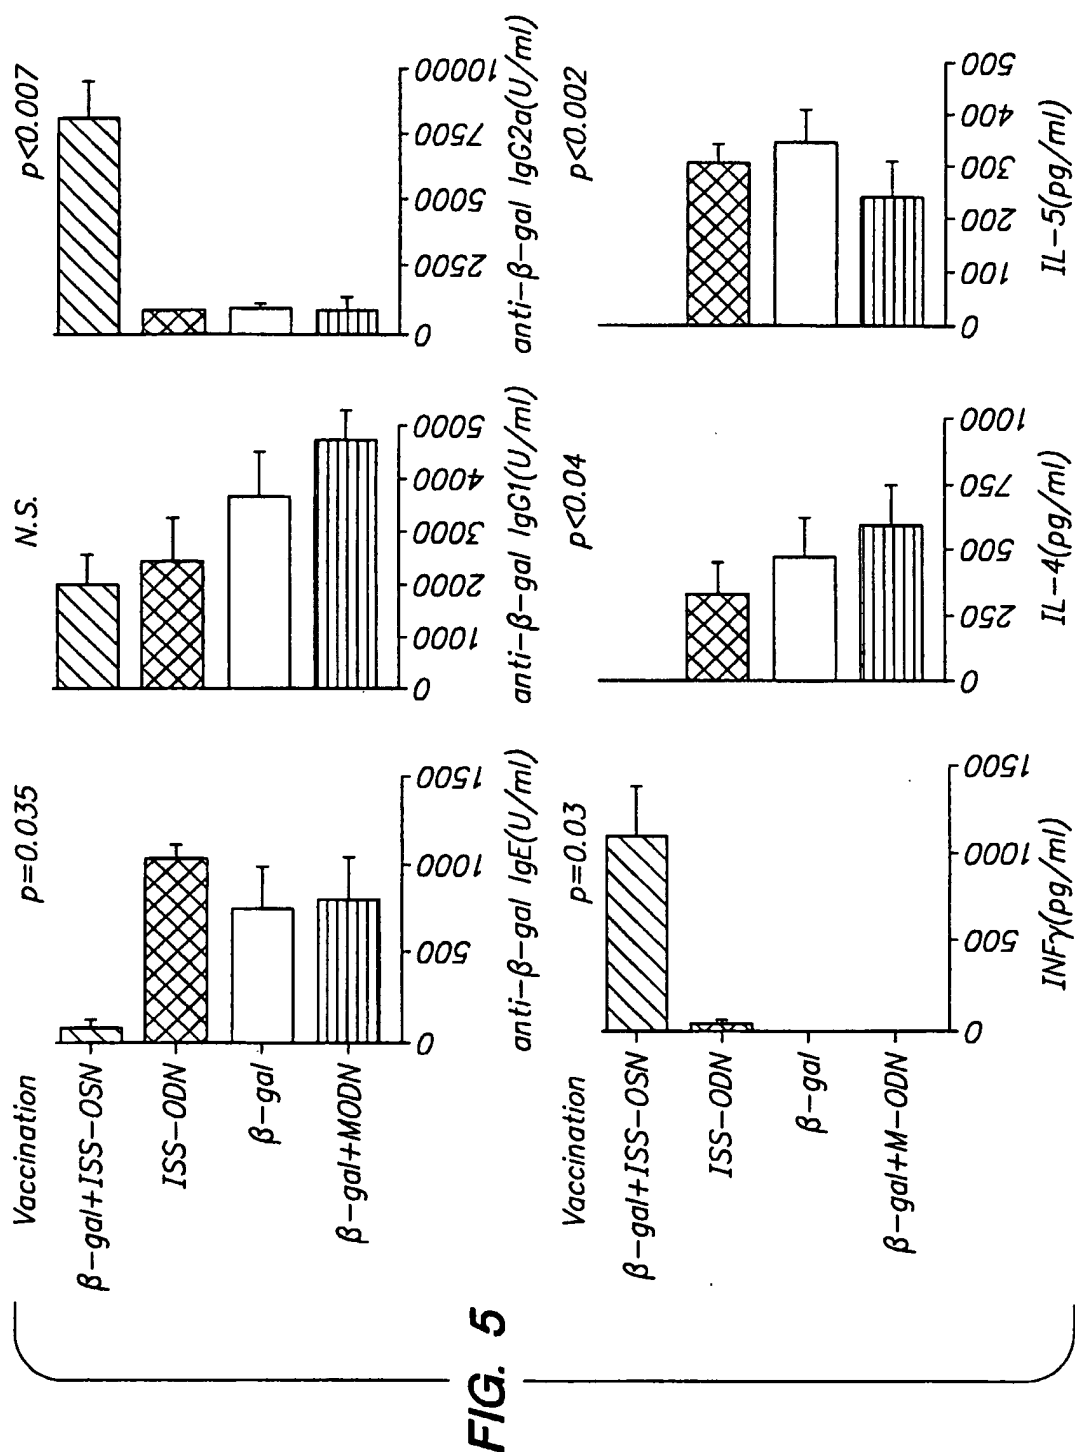 Vaccination
p=0.035
N.S.
p<0.007
β-gal+ISS-OSN
ISS-ODN
β-gal
β-gal+MODN
0
500
1000
1500
anti-β-gal IgE(U/ml)
0
1000
2000
3000
4000
5000
anti-β-gal IgG1(U/ml)
0
2500
5000
7500
10000
anti-β-gal IgG2a(U/ml)
Vaccination
p=0.03
p<0.04
p<0.002
β-gal+ISS-OSN
ISS-ODN
β-gal
β-gal+M-ODN
0
500
1000
1500
INFγ(pg/ml)
0
250
500
750
1000
IL-4(pg/ml)
0
100
200
300
400
500
IL-5(pg/ml)
FIG. 5